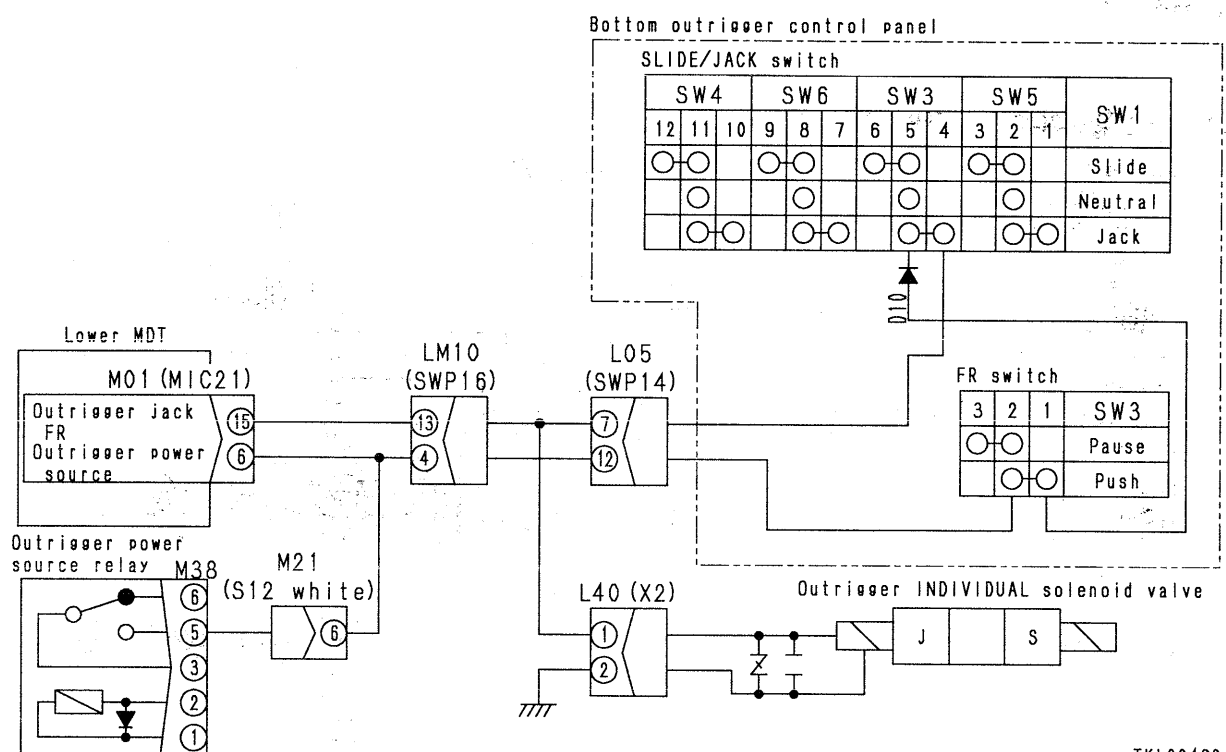 Bottom outrigger control panel
SLIDE/JACK switch
SW4 SW6 SW3 SW5 SW1
12 11 10 9 8 7 6 5 4 3 2 1
Slide
Neutral
Jack
D10
Lower MDT
M01 (MIC21)
LM10
(SWP16)
L05
(SWP14)
FR switch
3 2 1 SW3
Pause
Push
Outrigger jack
FR
Outrigger power
source
15
6
13
4
7
12
Outrigger power
source relay
M38
M21
(S12 white)
6
5
3
2
1
6
L40 (X2)
1
2
Outrigger INDIVIDUAL solenoid valve
J S